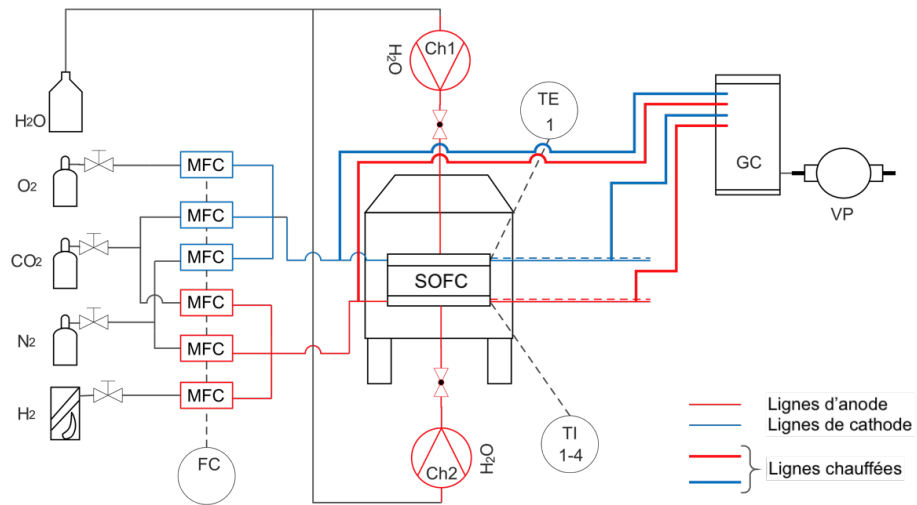 Ch1
H₂O
TE
1
H₂O
O₂
MFC
GC
MFC
VP
CO₂
MFC
SOFC
MFC
N₂
MFC
H₂
MFC
Lignes d'anode
Lignes de cathode
TI
1-4
H₂O
FC
Ch2
Lignes chauffées